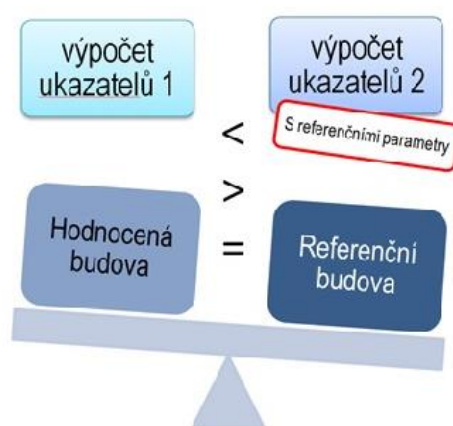 výpočet
ukazatelů 1
výpočet
ukazatelů 2
S referenčními parametry
<
>
=
Hodnocená
budova
Referenční
budova